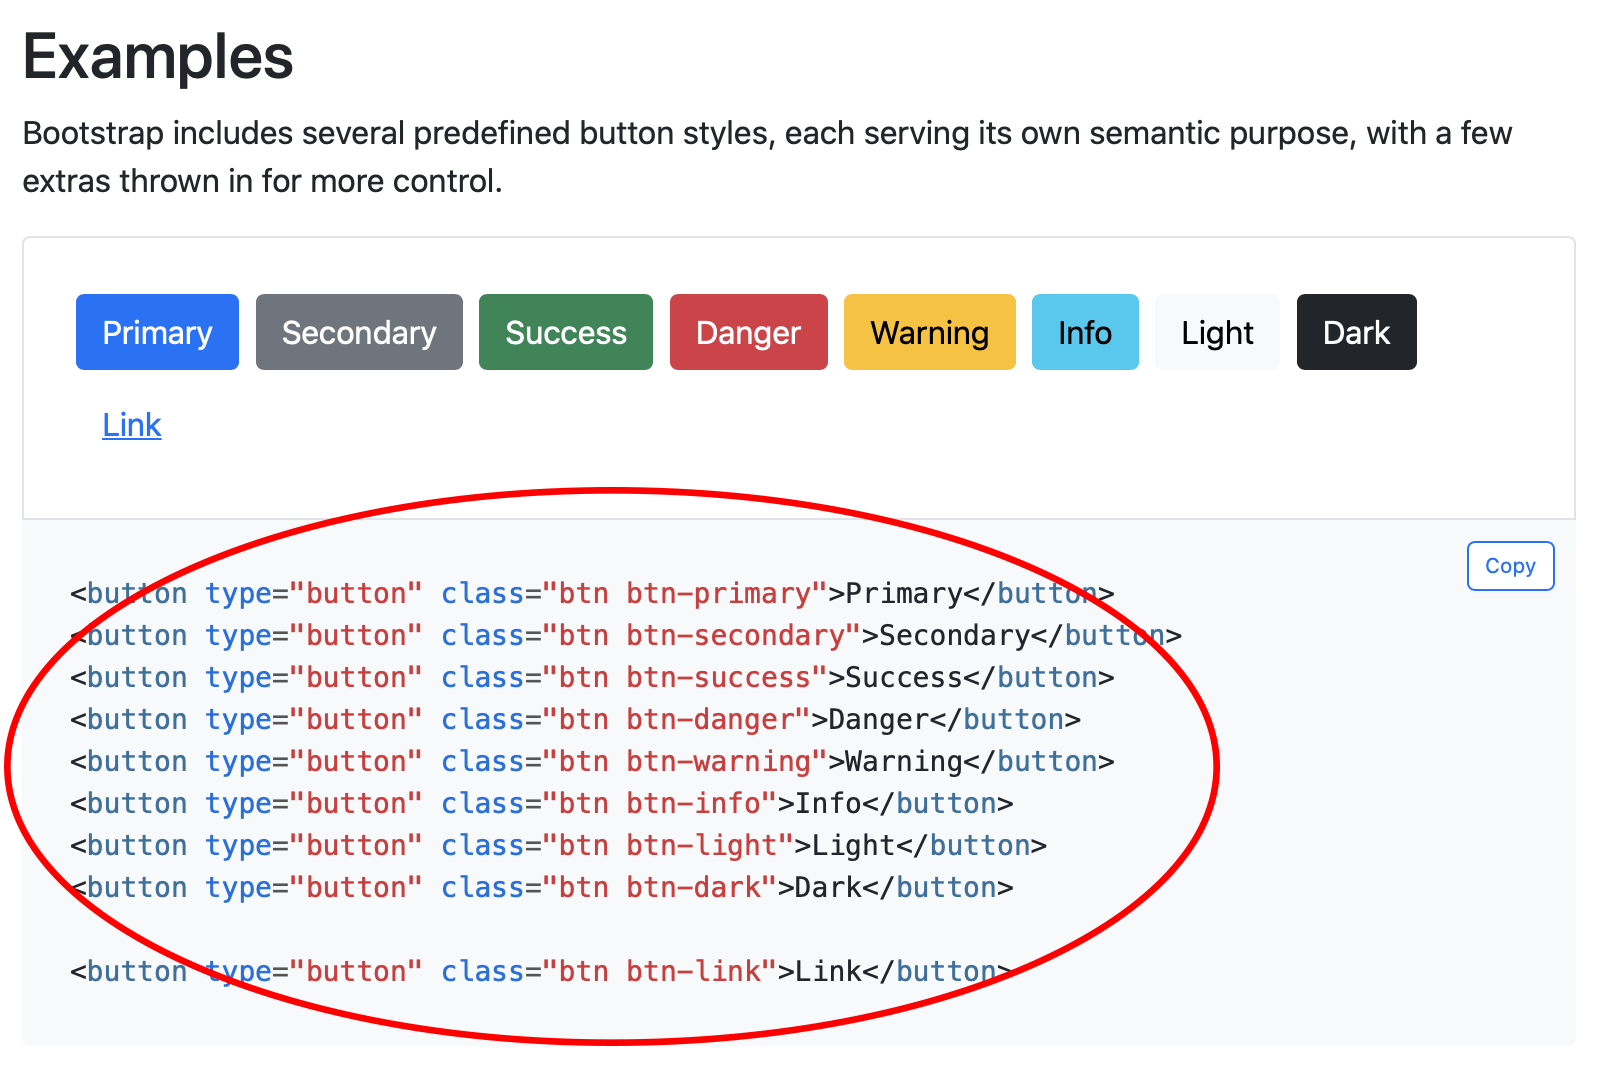 Examples
Bootstrap includes several predefined button styles, each serving its own semantic purpose, with a few
extras thrown in for more control.
Primary Secondary Success Danger Warning Info Light Dark
Link
Copy
<button type="button" class="btn btn-primary">Primary</button>
<button type="button" class="btn btn-secondary">Secondary</button>
<button type="button" class="btn btn-success">Success</button>
<button type="button" class="btn btn-danger">Danger</button>
<button type="button" class="btn btn-warning">Warning</button>
<button type="button" class="btn btn-info">Info</button>
<button type="button" class="btn btn-light">Light</button>
<button type="button" class="btn btn-dark">Dark</button>
<button type="button" class="btn btn-link">Link</button>